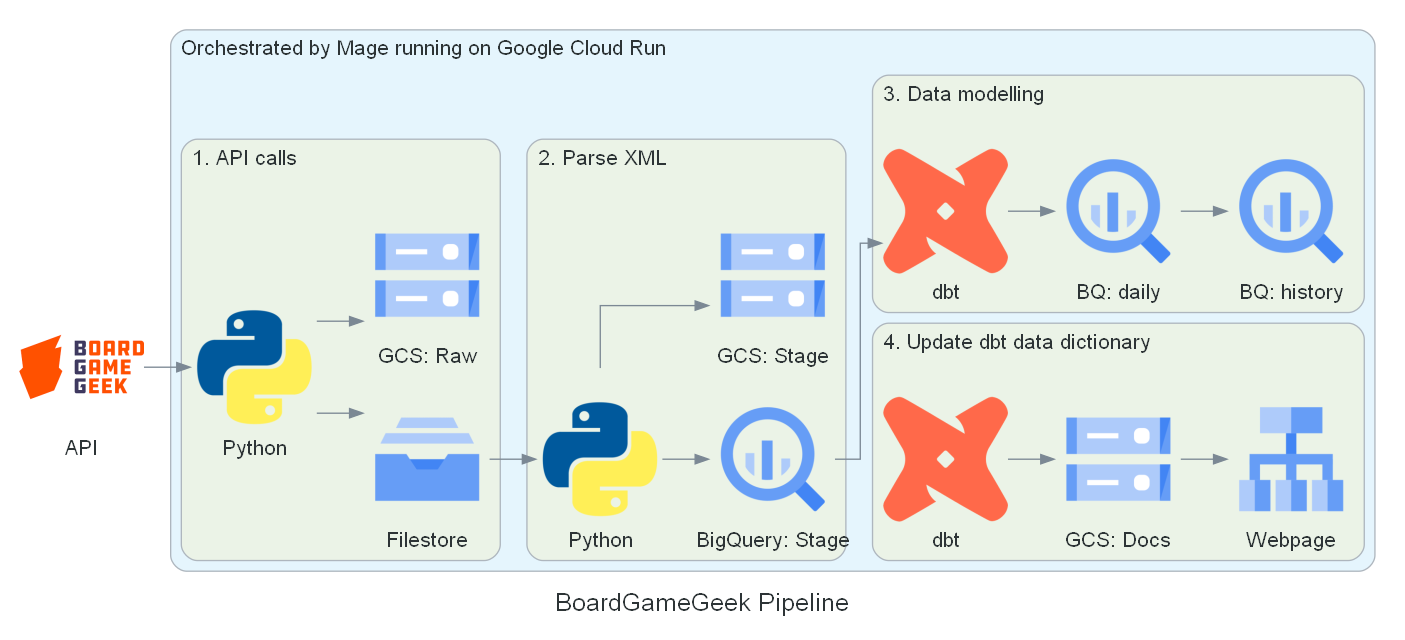 Orchestrated by Mage running on Google Cloud Run
BOARD
GAME
GEEK
API
1. API calls
Python
GCS: Raw
Filestore
2. Parse XML
GCS: Stage
Python
BigQuery: Stage
3. Data modelling
dbt
BQ: daily
BQ: history
4. Update dbt data dictionary
dbt
GCS: Docs
Webpage
BoardGameGeek Pipeline